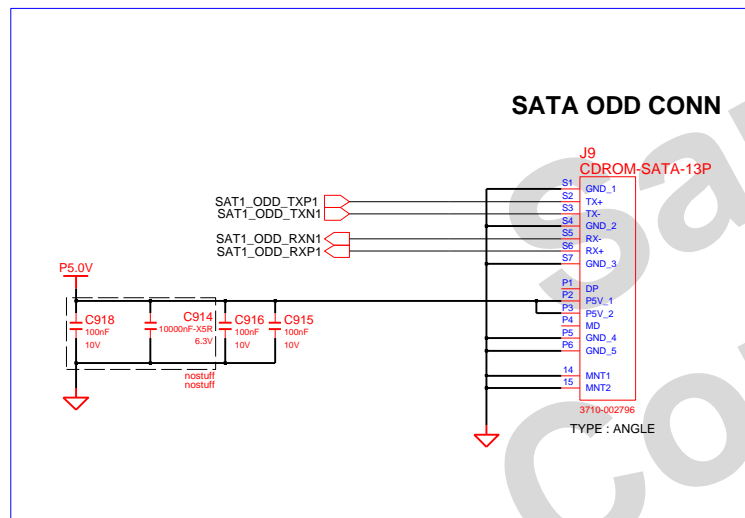 SATA ODD CONN
J9
CDROM-SATA-13P
SAT1_ODD_TXP1
SAT1_ODD_TXN1
SAT1_ODD_RXN1
SAT1_ODD_RXP1
S1 GND_1
S2 TX+
S3 TX-
S4 GND_2
S5 RX-
S6 RX+
S7 GND_3
P1 DP
P2 P5V_1
P3 P5V_2
P4 MD
P5 GND_4
P6 GND_5
14 MNT1
15 MNT2
3710-002796
TYPE : ANGLE
P5.0V
C918
100nF
10V
C914
10000nF-X5R
6.3V
C916
100nF
10V
C915
100nF
10V
nostuff
nostuff